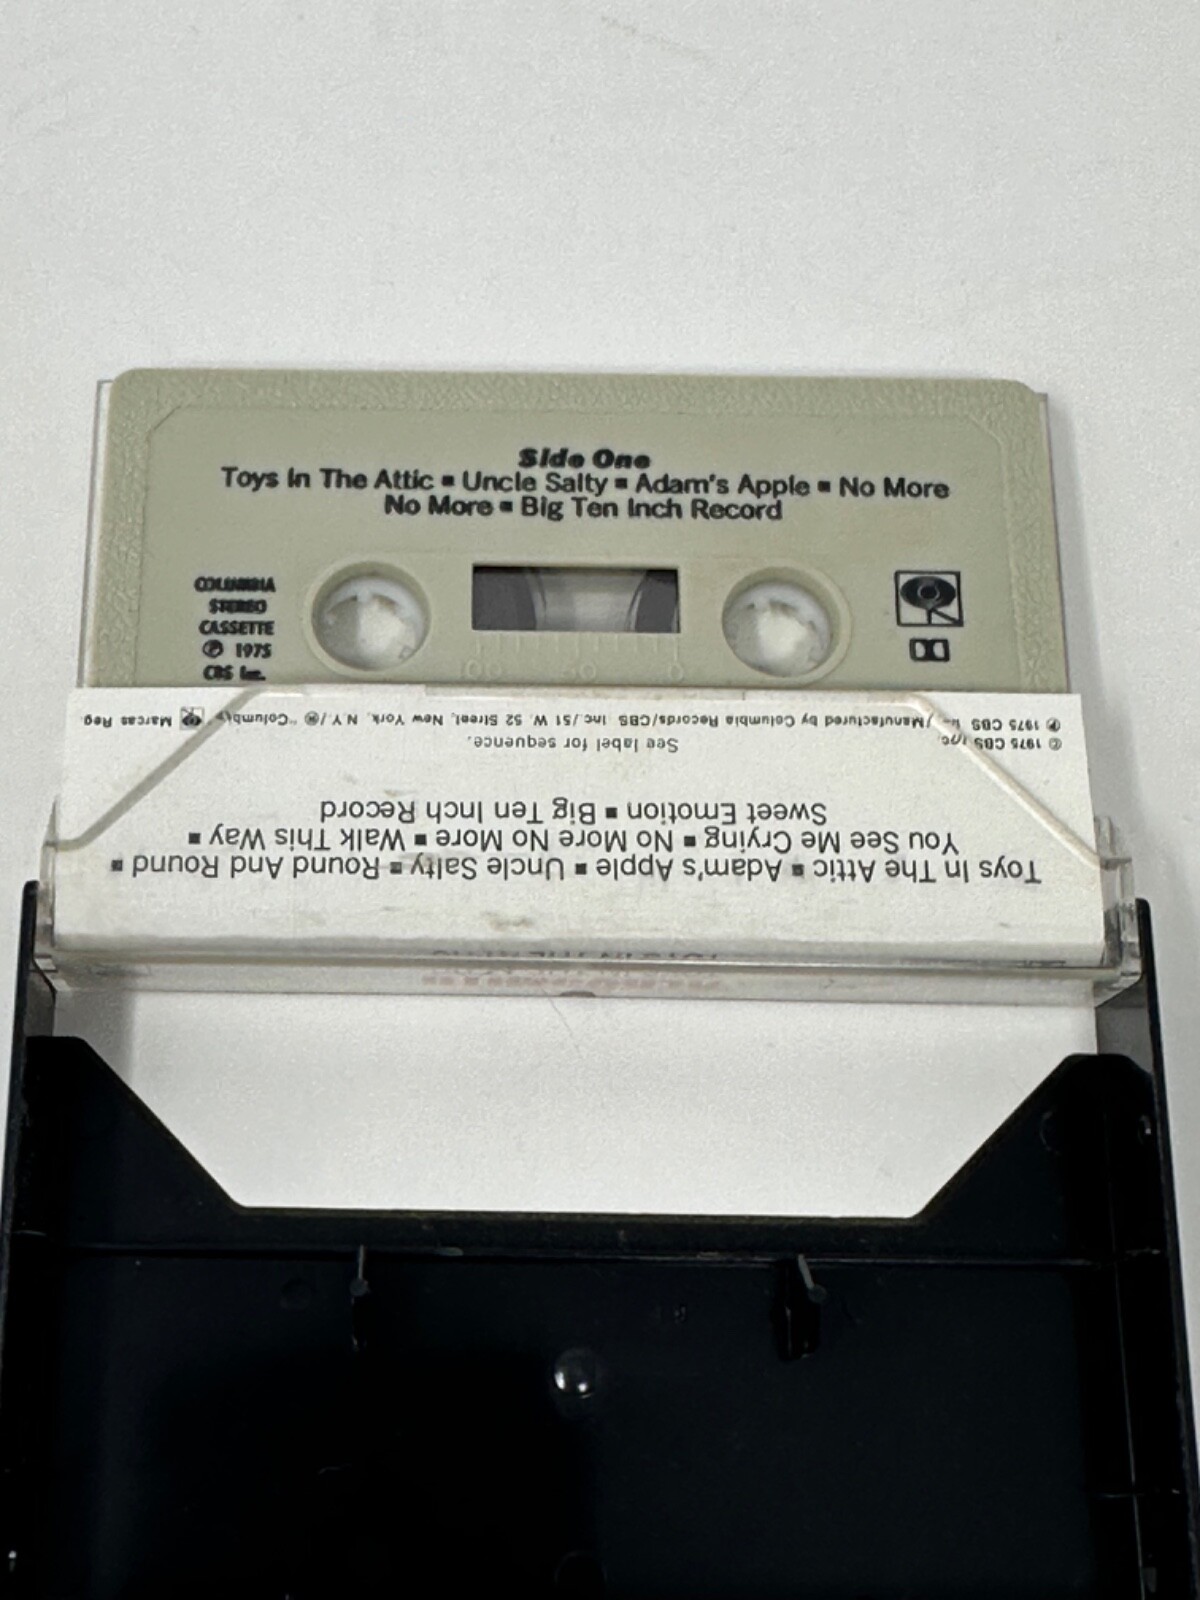 Side One
Toys In The Attic ▪ Uncle Salty ▪ Adam's Apple ▪ No More
No More ▪ Big Ten Inch Record
COLUMBIA
STEREO
CASSETTE
℗ 1975
CBS Inc.
Toys In The Attic ▪ Adam's Apple ▪ Uncle Salty ▪ Round And Round ▪
You See Me Crying ▪ No More No More ▪ Walk This Way ▪
Sweet Emotion ▪ Big Ten Inch Record
See label for sequence.
© 1975 CBS Inc.
℗ 1975 CBS Inc./Manufactured by Columbia Records/CBS Inc./51 W. 52 Street, New York, N.Y./® "Columbia", Marcas Reg.